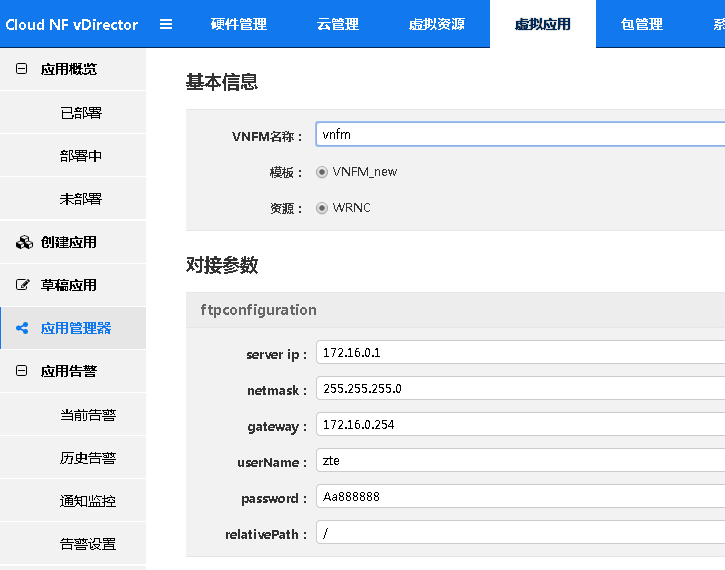 Cloud NF vDirector 硬件管理 云管理 虚拟资源 虚拟应用 包管理
应用概览
已部署
部署中
未部署
创建应用
草稿应用
应用管理器
应用告警
当前告警
历史告警
通知监控
告警设置
基本信息
VNFM名称： vnfm
模板： VNFM_new
资源： WRNC
对接参数
ftpconfiguration
server ip： 172.16.0.1
netmask： 255.255.255.0
gateway： 172.16.0.254
userName： zte
password： Aa888888
relativePath： /